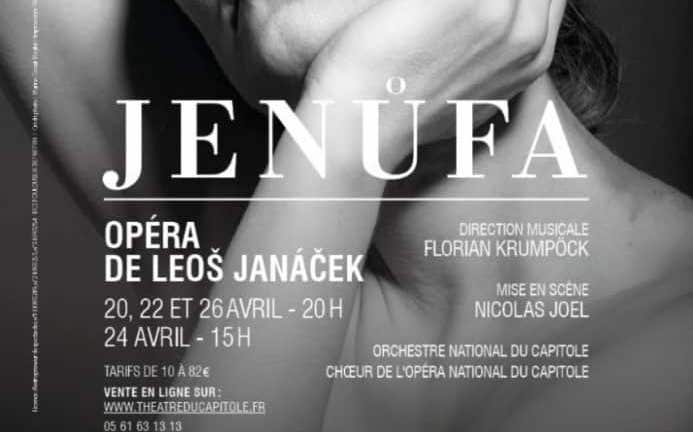 JENŮFA
OPÉRA
DE LEOŠ JANÁČEK
20, 22 ET 26 AVRIL - 20H
24 AVRIL - 15H
TARIFS DE 10 À 82€
VENTE EN LIGNE SUR :
WWW.THEATREDUCAPITOLE.FR
05 61 63 13 13
DIRECTION MUSICALE
FLORIAN KRUMPÖCK
MISE EN SCÈNE
NICOLAS JOEL
ORCHESTRE NATIONAL DU CAPITOLE
CHŒUR DE L'OPÉRA NATIONAL DU CAPITOLE